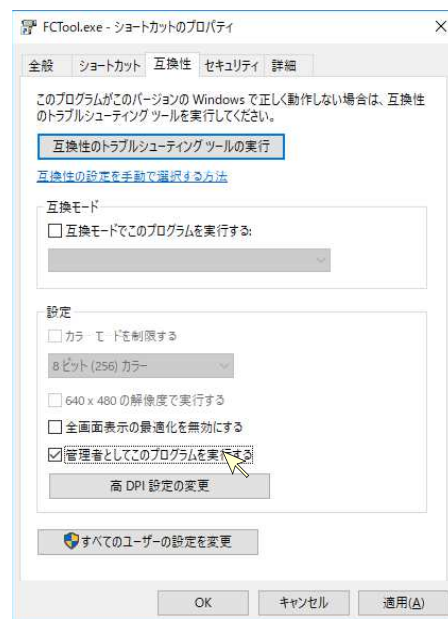 FCTool.exe - ショートカットのプロパティ
全般 ショートカット 互換性 セキュリティ 詳細
このプログラムがこのバージョンの Windows で正しく動作しない場合は、互換性
のトラブルシューティング ツールを実行してください。
互換性のトラブルシューティング ツールの実行
互換性の設定を手動で選択する方法
互換モード
互換モードでこのプログラムを実行する:
設定
カラー モードを制限する
8 ビット (256) カラー
640 x 480 の解像度で実行する
全画面表示の最適化を無効にする
管理者としてこのプログラムを実行する
高 DPI 設定の変更
すべてのユーザーの設定を変更
OK キャンセル 適用(A)